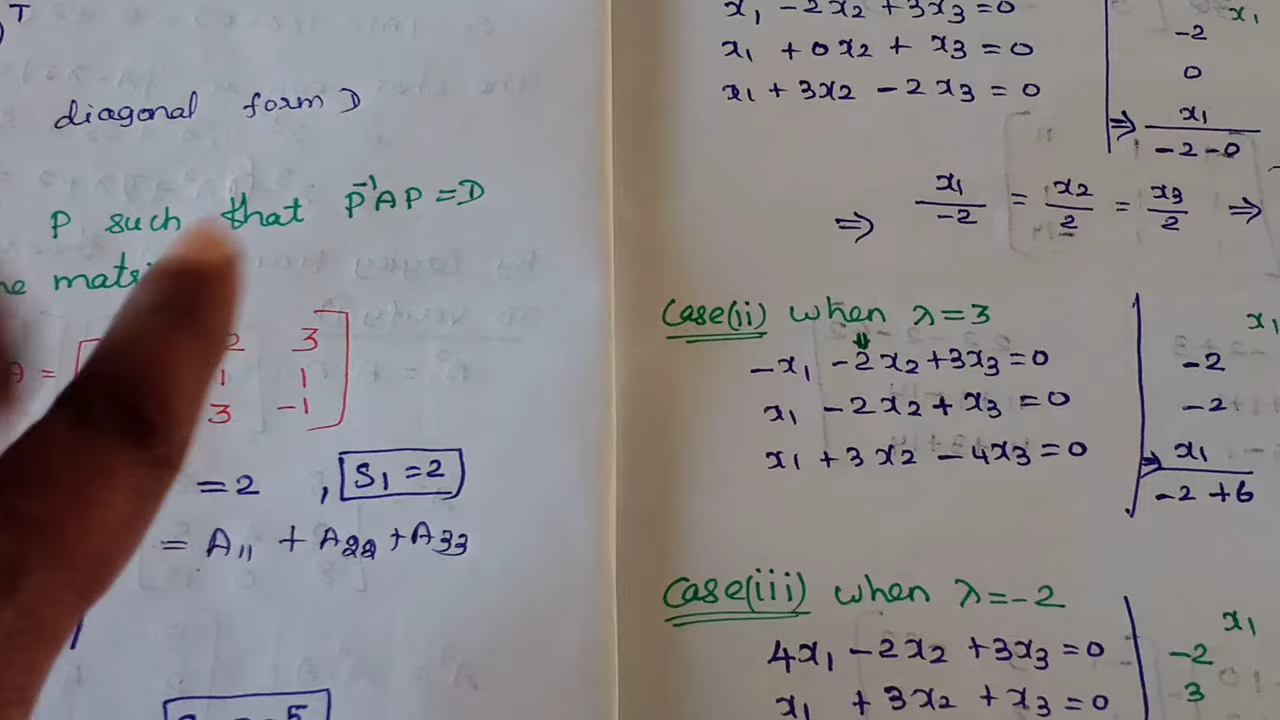 T
diagonal form D
P such that P⁻¹AP = D
A =
2 3
1 1
3 -1
= 2 , S₁ = 2
= A₁₁ + A₂₂ + A₃₃
5
x₁ - 2x₂ + 3x₃ = 0
x₁ + 0x₂ + x₃ = 0
x₁ + 3x₂ - 2x₃ = 0
x₁
-2
0
⇒ x₁/(-2-0)
⇒ x₁/-2 = x₂/2 = x₃/2 ⇒
Case(ii) when λ=3
-x₁ - 2x₂ + 3x₃ = 0
x₁ - 2x₂ + x₃ = 0
x₁ + 3x₂ - 4x₃ = 0
x₁
-2
-2
⇒ x₁/(-2+6)
Case(iii) when λ=-2
4x₁ - 2x₂ + 3x₃ = 0
x₁ + 3x₂ + x₃ = 0
x₁
-2
3